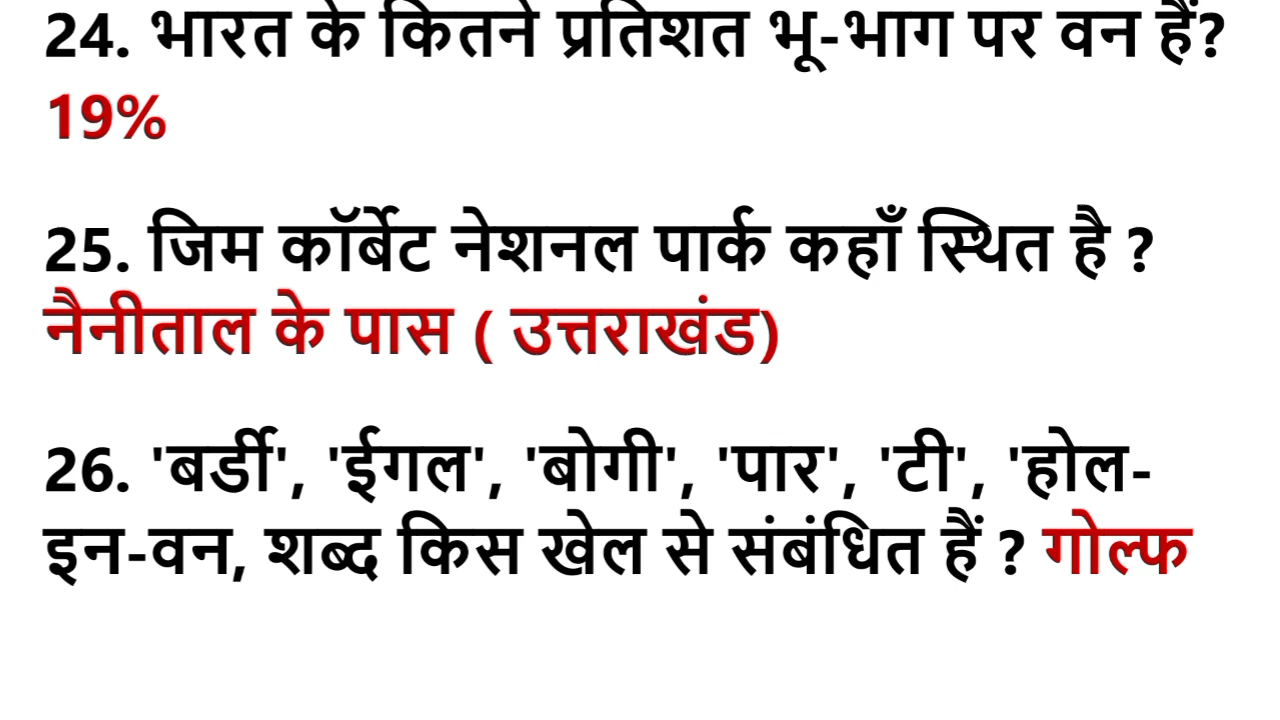 24. भारत के कितने प्रतिशत भू-भाग पर वन हैं?
19%
25. जिम कॉर्बेट नेशनल पार्क कहाँ स्थित है ?
नैनीताल के पास ( उत्तराखंड)
26. 'बर्डी', 'ईगल', 'बोगी', 'पार', 'टी', 'होल-
इन-वन, शब्द किस खेल से संबंधित हैं ? गोल्फ